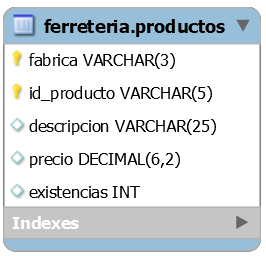 ferreteria.productos
fabrica VARCHAR(3)
id_producto VARCHAR(5)
descripcion VARCHAR(25)
precio DECIMAL(6,2)
existencias INT
Indexes